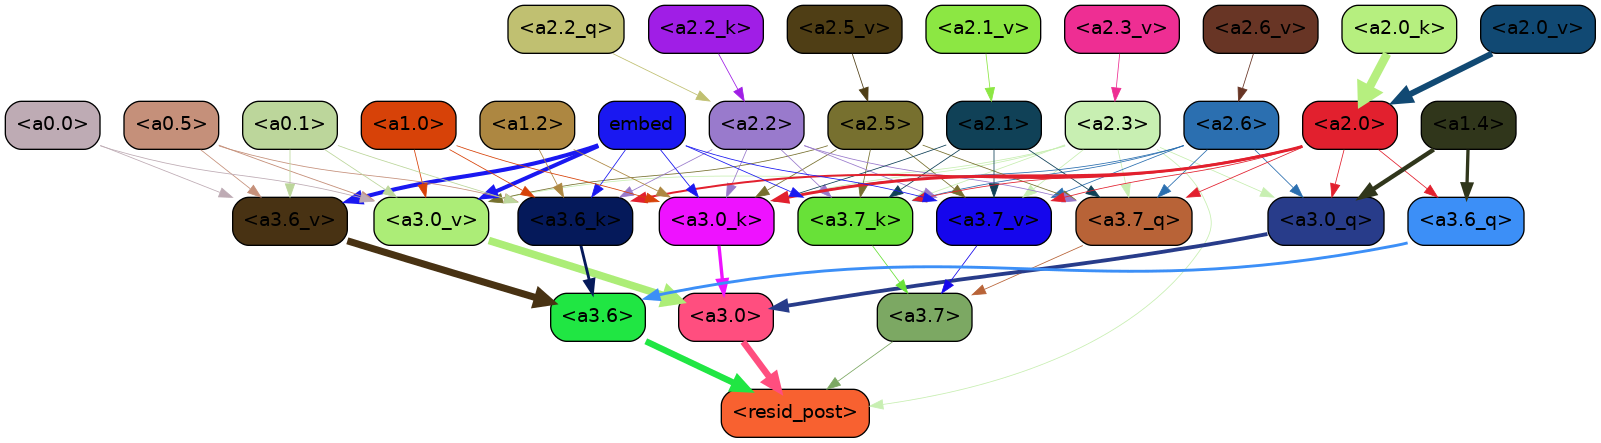 <a2.2_q> <a2.2_k> <a2.5_v> <a2.1_v> <a2.3_v> <a2.6_v> <a2.0_k> <a2.0_v>
<a0.0> <a0.5> <a0.1> <a1.0> <a1.2> embed <a2.2> <a2.5> <a2.1> <a2.3> <a2.6> <a2.0> <a1.4>
<a3.6_v> <a3.0_v> <a3.6_k> <a3.0_k> <a3.7_k> <a3.7_v> <a3.7_q> <a3.0_q> <a3.6_q>
<a3.6> <a3.0> <a3.7>
<resid_post>